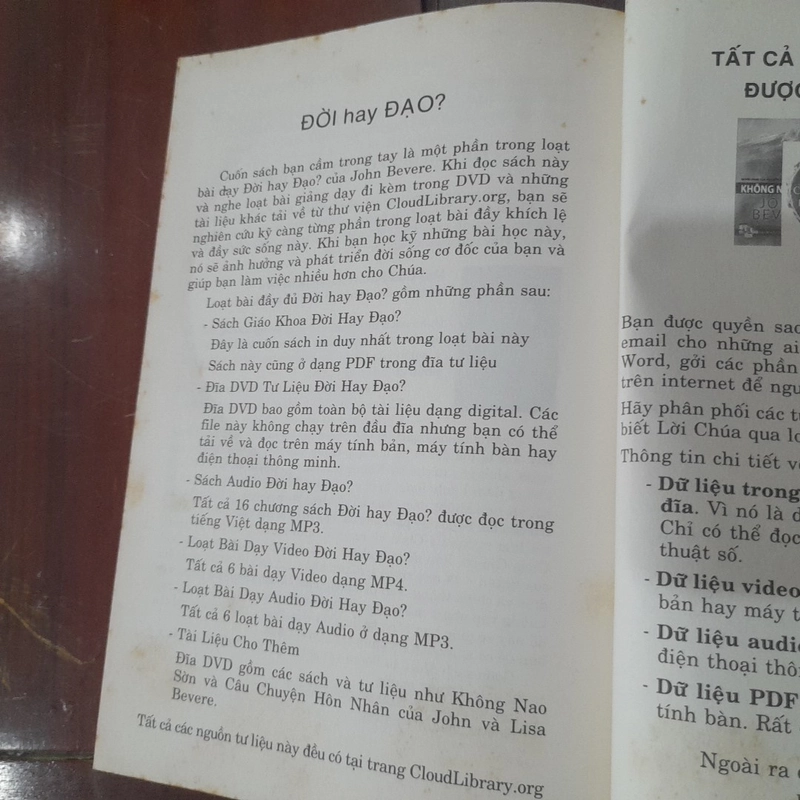 ĐỜI hay ĐẠO?
Cuốn sách bạn cầm trong tay là một phần trong loạt
bài dạy Đời hay Đạo? của John Bevere. Khi đọc sách này
và nghe loạt bài giảng dạy đi kèm trong DVD và những
tài liệu khác tải về từ thư viện CloudLibrary.org, bạn sẽ
nghiên cứu kỹ càng từng phần trong loạt bài đầy khích lệ
và đầy sức sống này. Khi bạn học kỹ những bài học này,
nó sẽ ảnh hưởng và phát triển đời sống cơ đốc của bạn và
giúp bạn làm việc nhiều hơn cho Chúa.
Loạt bài đầy đủ Đời hay Đạo? gồm những phần sau:
- Sách Giáo Khoa Đời Hay Đạo?
Đây là cuốn sách in duy nhất trong loạt bài này
Sách này cũng ở dạng PDF trong đĩa tư liệu
- Đĩa DVD Tư Liệu Đời Hay Đạo?
Đĩa DVD bao gồm toàn bộ tài liệu dạng digital. Các
file này không chạy trên đầu đĩa nhưng bạn có thể
tải về và đọc trên máy tính bản, máy tính bàn hay
điện thoại thông minh.
- Sách Audio Đời hay Đạo?
Tất cả 16 chương sách Đời hay Đạo? được đọc trong
tiếng Việt dạng MP3.
- Loạt Bài Dạy Video Đời Hay Đạo?
Tất cả 6 bài dạy Video dạng MP4.
- Loạt Bài Dạy Audio Đời Hay Đạo?
Tất cả 6 loạt bài dạy Audio ở dạng MP3.
- Tài Liệu Cho Thêm
Đĩa DVD gồm các sách và tư liệu như Không Nao
Sờn và Câu Chuyện Hôn Nhân của John và Lisa
Bevere.
Tất cả các nguồn tư liệu này đều có tại trang CloudLibrary.org
TẤT CẢ
ĐƯỢC
KHÔNG N
Bạn được quyền sao
email cho những ai
Word, gởi các phần
trên internet để ngư
Hãy phân phối các t
biết Lời Chúa qua lo
Thông tin chi tiết v
- Dữ liệu trong
đĩa. Vì nó là d
Chỉ có thể đọc
thuật số.
- Dữ liệu video
bản hay máy t
- Dữ liệu audio
điện thoại thôn
- Dữ liệu PDF
tính bàn. Rất
Ngoài ra